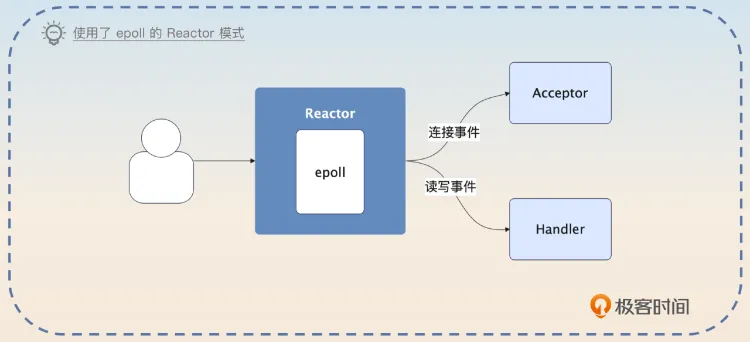 使用了 epoll 的 Reactor 模式
Reactor
epoll
连接事件
读写事件
Acceptor
Handler
极客时间